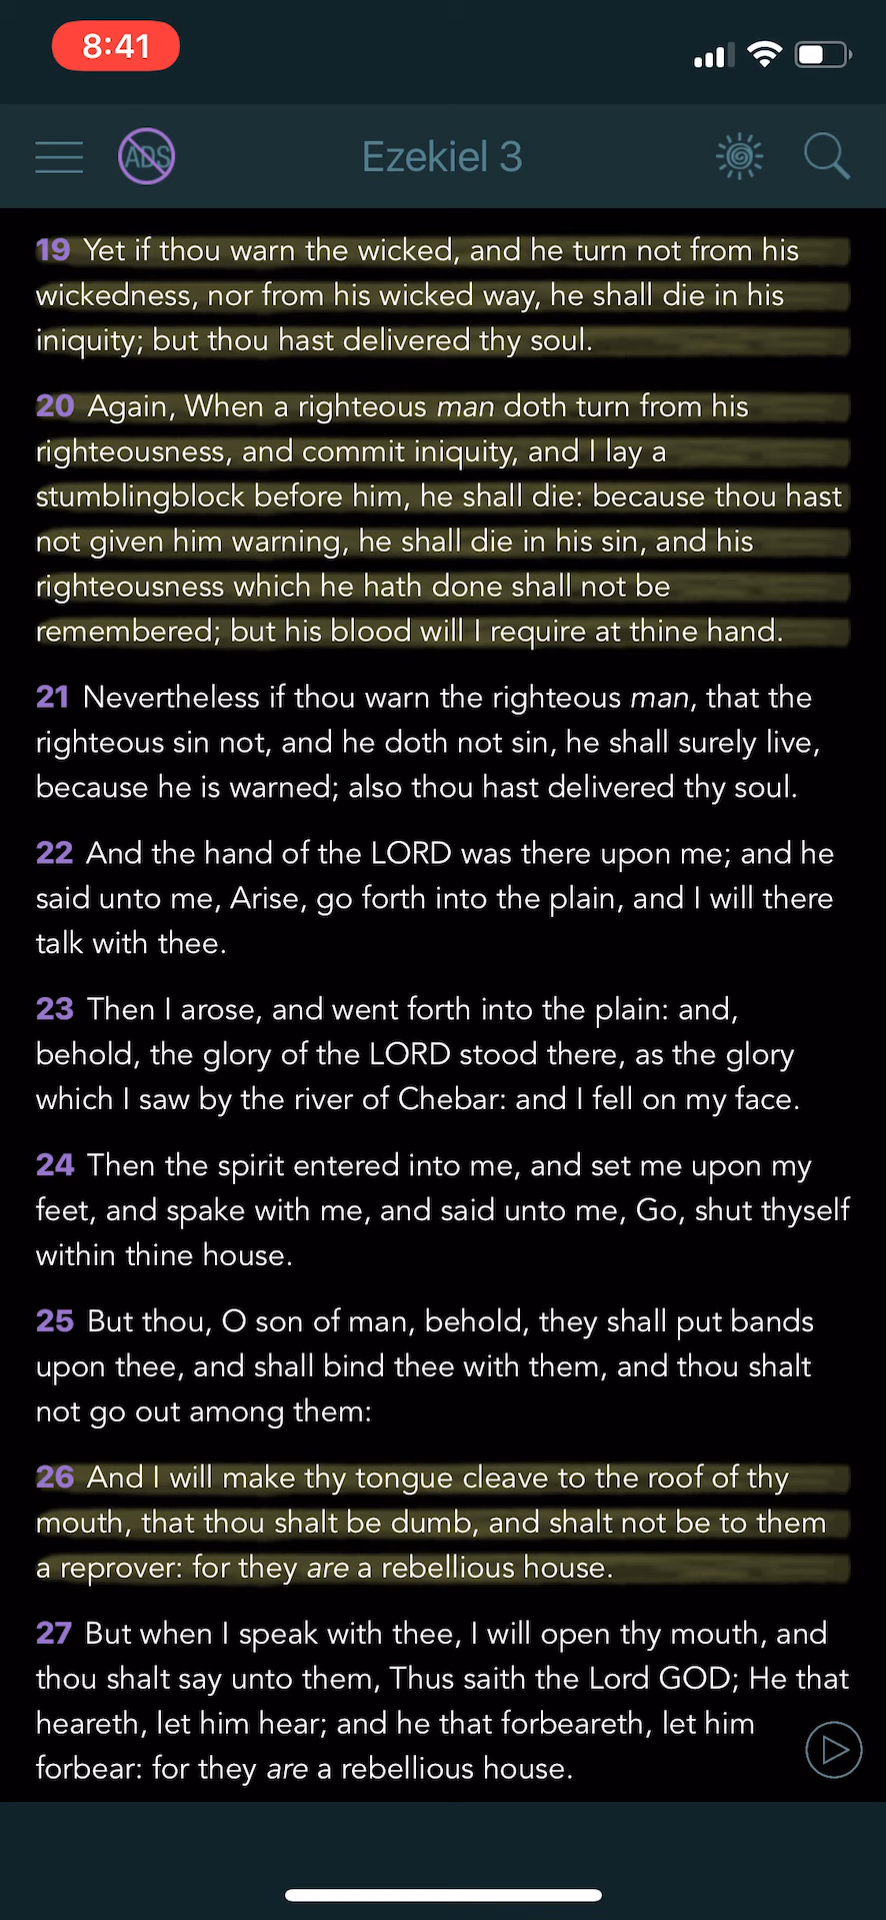 8:41
ADS
Ezekiel 3
19 Yet if thou warn the wicked, and he turn not from his
wickedness, nor from his wicked way, he shall die in his
iniquity; but thou hast delivered thy soul.
20 Again, When a righteous man doth turn from his
righteousness, and commit iniquity, and I lay a
stumblingblock before him, he shall die: because thou hast
not given him warning, he shall die in his sin, and his
righteousness which he hath done shall not be
remembered; but his blood will I require at thine hand.
21 Nevertheless if thou warn the righteous man, that the
righteous sin not, and he doth not sin, he shall surely live,
because he is warned; also thou hast delivered thy soul.
22 And the hand of the LORD was there upon me; and he
said unto me, Arise, go forth into the plain, and I will there
talk with thee.
23 Then I arose, and went forth into the plain: and,
behold, the glory of the LORD stood there, as the glory
which I saw by the river of Chebar: and I fell on my face.
24 Then the spirit entered into me, and set me upon my
feet, and spake with me, and said unto me, Go, shut thyself
within thine house.
25 But thou, O son of man, behold, they shall put bands
upon thee, and shall bind thee with them, and thou shalt
not go out among them:
26 And I will make thy tongue cleave to the roof of thy
mouth, that thou shalt be dumb, and shalt not be to them
a reprover: for they are a rebellious house.
27 But when I speak with thee, I will open thy mouth, and
thou shalt say unto them, Thus saith the Lord GOD; He that
heareth, let him hear; and he that forbeareth, let him
forbear: for they are a rebellious house.